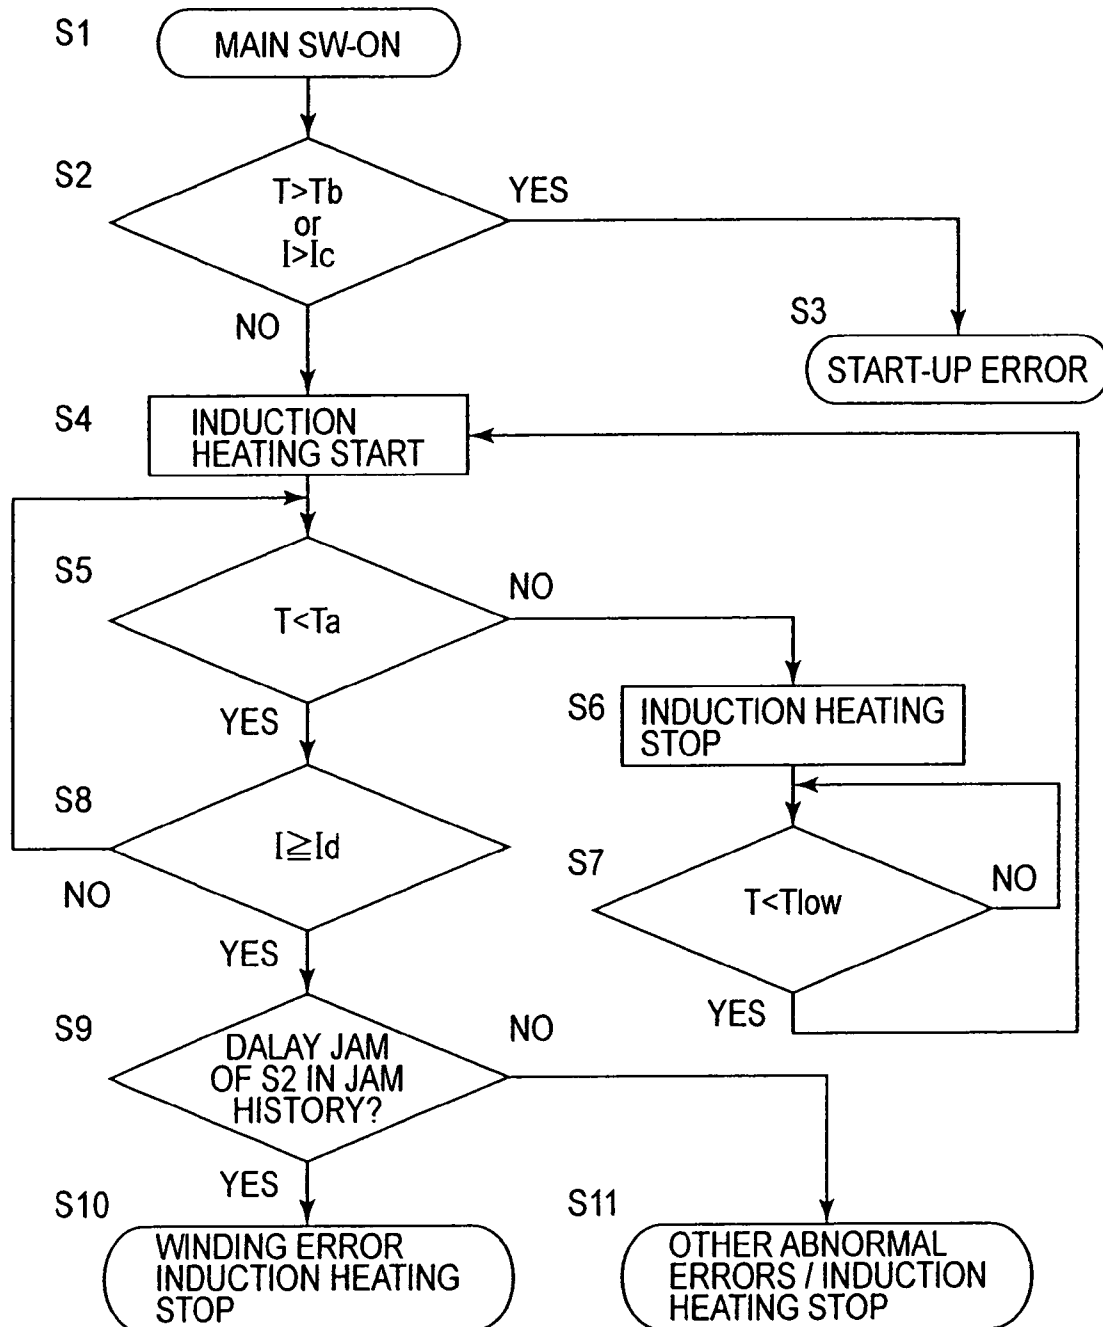 S1
MAIN SW-ON
S2
T>Tb
or
I>Ic
YES
NO
S3
START-UP ERROR
S4
INDUCTION
HEATING START
S5
T<Ta
NO
YES
S6
INDUCTION HEATING
STOP
S8
I≧Id
NO
YES
S7
T<Tlow
NO
YES
S9
DALAY JAM
OF S2 IN JAM
HISTORY?
NO
YES
S10
WINDING ERROR
INDUCTION HEATING
STOP
S11
OTHER ABNORMAL
ERRORS / INDUCTION
HEATING STOP